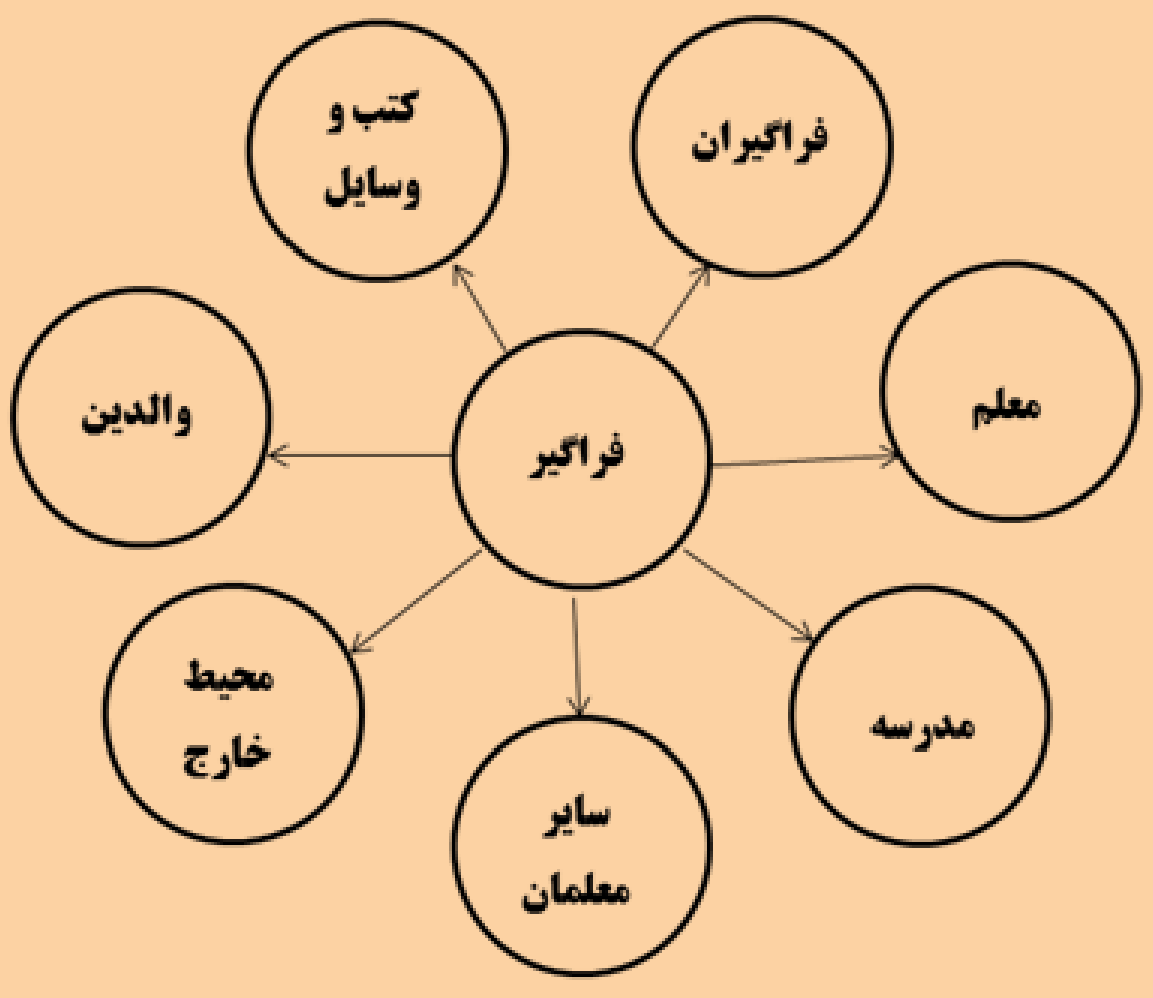 فراگیران
کتب و
وسایل
معلم
والدین
فراگیر
مدرسه
محیط
خارج
سایر
معلمان